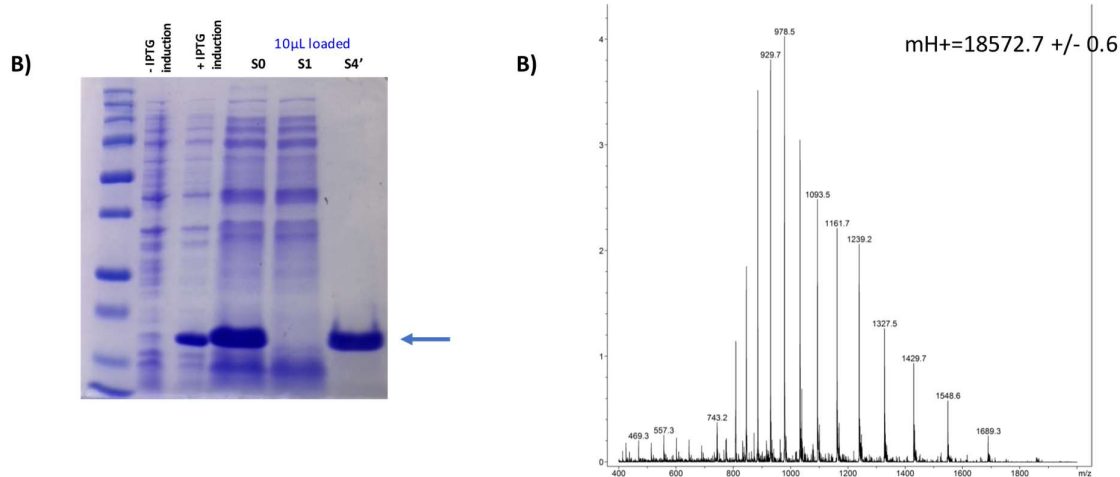 B)
- IPTG
induction
+ IPTG
induction
10µL loaded
S0
S1
S4’
B)
mH+=18572.7 +/- 0.6
4
3
2
1
0
978.5
929.7
1093.5
1161.7
1239.2
1327.5
1429.7
1548.6
1689.3
743.2
557.3
469.3
400
600
800
1000
1200
1400
1600
1800
m/z